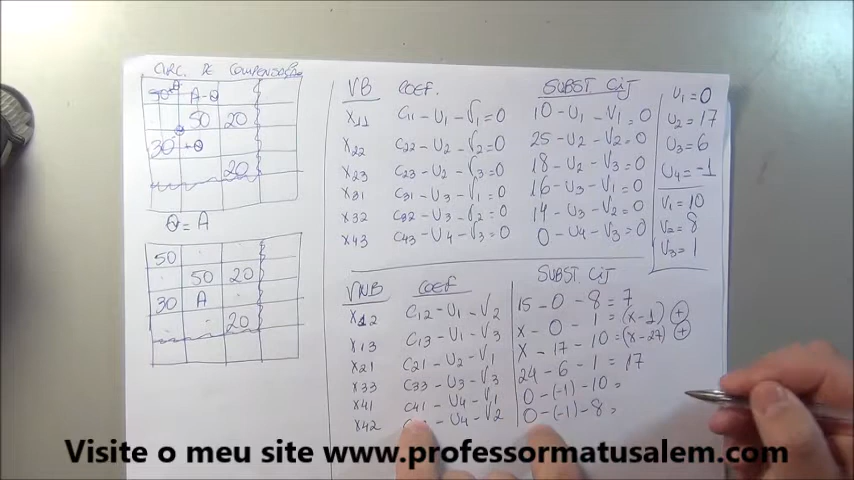 CIRC. DE COMPENSAÇÃO
50 -θ A-θ
50 20
30 +θ -θ
20
θ = A
50 . .
. 50 20
30 A .
. . 20
VB COEF. SUBST Cij
X11 C11 - U1 - V1 = 0 10 - U1 - V1 = 0
X22 C22 - U2 - V2 = 0 25 - U2 - V2 = 0
X23 C23 - U2 - V3 = 0 18 - U2 - V3 = 0
X31 C31 - U3 - V1 = 0 16 - U3 - V1 = 0
X32 C32 - U3 - V2 = 0 14 - U3 - V2 = 0
X43 C43 - U4 - V3 = 0 0 - U4 - V3 = 0
U1 = 0
U2 = 17
U3 = 6
U4 = -1
V1 = 10
V2 = 8
V3 = 1
VNB COEF SUBST Cij
X12 C12 - U1 - V2 15 - 0 - 8 = 7
X13 C13 - U1 - V3 X - 0 - 1 = (X-1) +
X21 C21 - U2 - V1 X - 17 - 10 = (X-27) +
X33 C33 - U3 - V3 24 - 6 - 1 = 17
X41 C41 - U4 - V1 0 - (-1) - 10 =
X42 - U4 - V2 0 - (-1) - 8 =
Visite o meu site www.professormatusalem.com